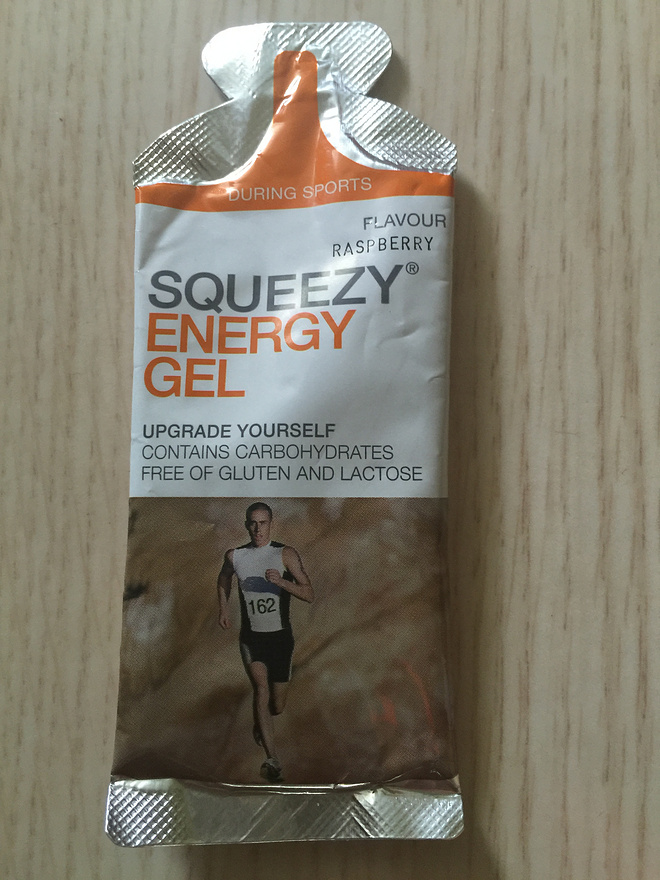 DURING SPORTS
FLAVOUR
RASPBERRY
SQUEEZY®
ENERGY
GEL
UPGRADE YOURSELF
CONTAINS CARBOHYDRATES
FREE OF GLUTEN AND LACTOSE
162